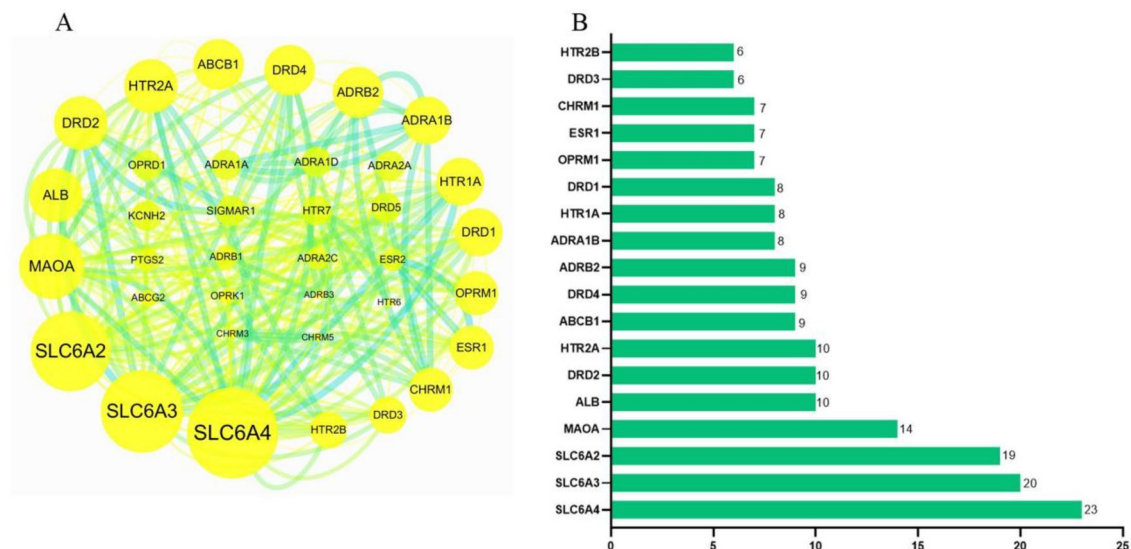 A
ABCB1
DRD4
HTR2A
ADRB2
DRD2
ADRA1B
OPRD1
ADRA1A
ADRA1D
ADRA2A
HTR1A
ALB
KCNH2
SIGMAR1
HTR7
DRD5
DRD1
MAOA
PTGS2
ADRB1
ADRA2C
ESR2
OPRM1
ABCG2
OPRK1
ADRB3
HTR6
SLC6A2
CHRM3
CHRM5
ESR1
SLC6A3
CHRM1
SLC6A4
HTR2B
DRD3
B
HTR2B 6
DRD3 6
CHRM1 7
ESR1 7
OPRM1 7
DRD1 8
HTR1A 8
ADRA1B 8
ADRB2 9
DRD4 9
ABCB1 9
HTR2A 10
DRD2 10
ALB 10
MAOA 14
SLC6A2 19
SLC6A3 20
SLC6A4 23
0 5 10 15 20 25